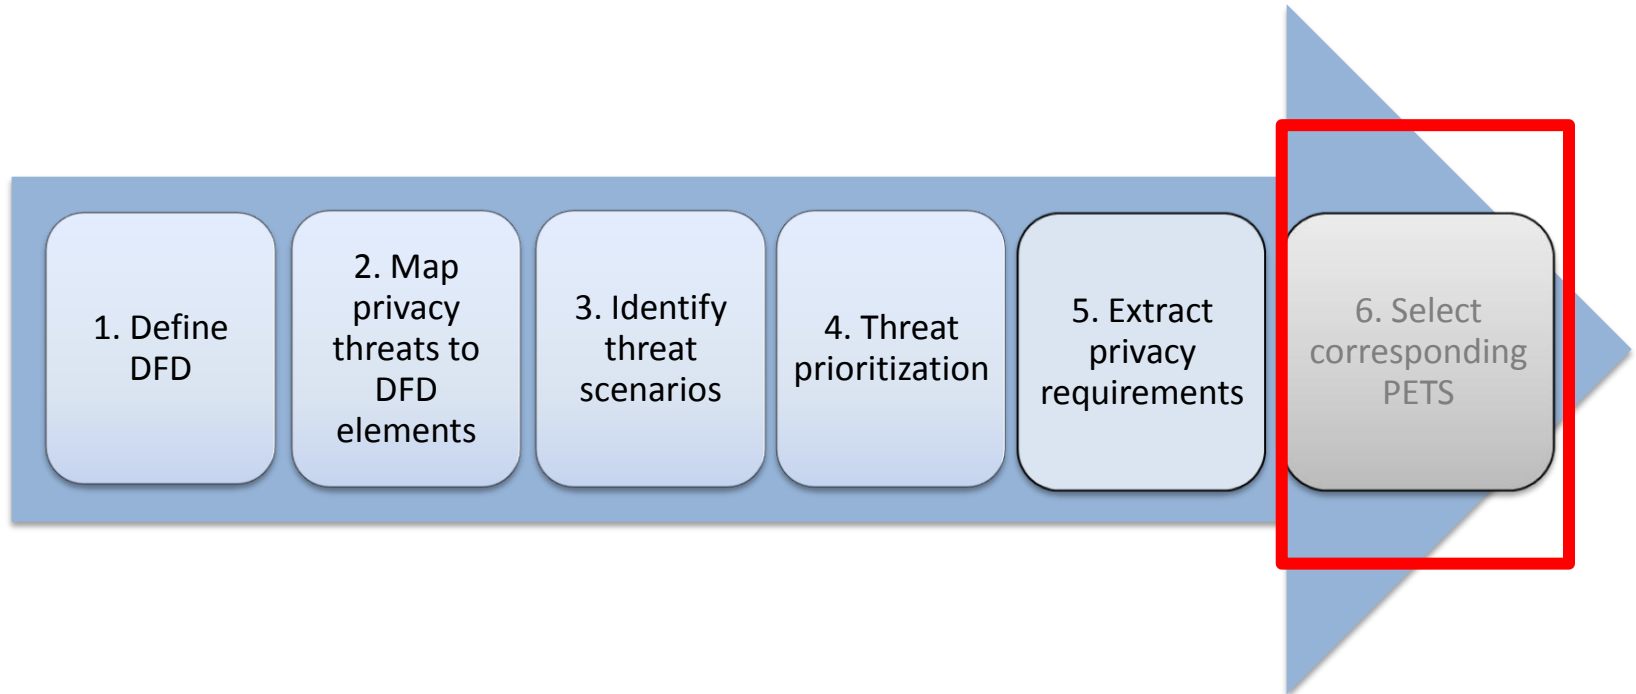 1. Define
DFD
2. Map
privacy
threats to
DFD
elements
3. Identify
threat
scenarios
4. Threat
prioritization
5. Extract
privacy
requirements
6. Select
corresponding
PETS